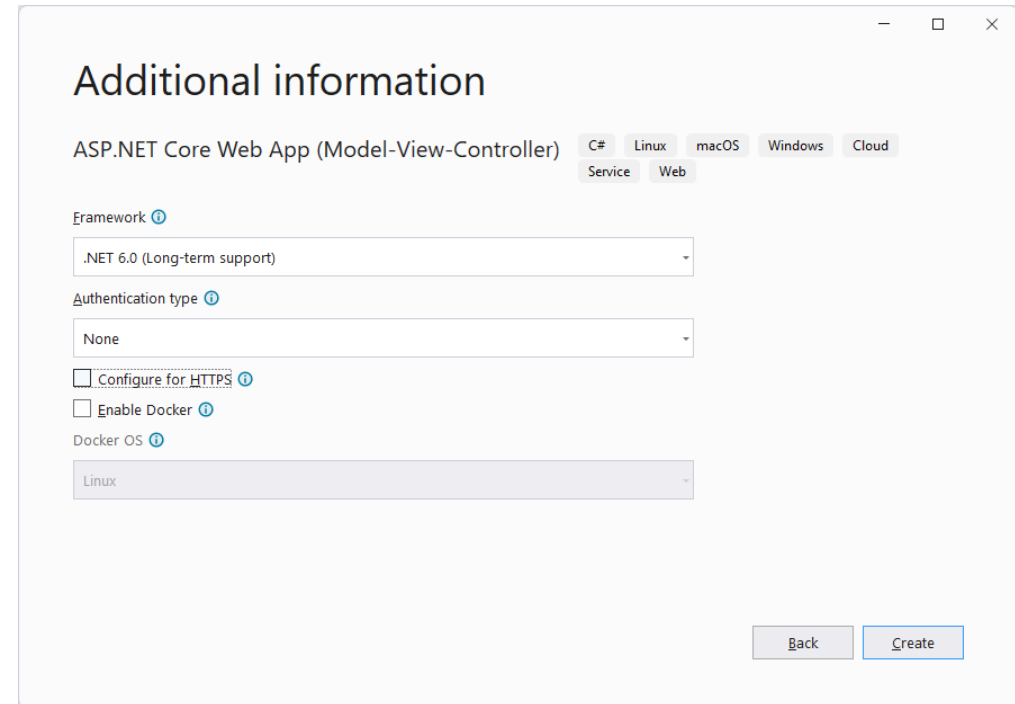 Additional information
ASP.NET Core Web App (Model-View-Controller) C# Linux macOS Windows Cloud
Service Web
Framework
.NET 6.0 (Long-term support)
Authentication type
None
Configure for HTTPS
Enable Docker
Docker OS
Linux
Back Create